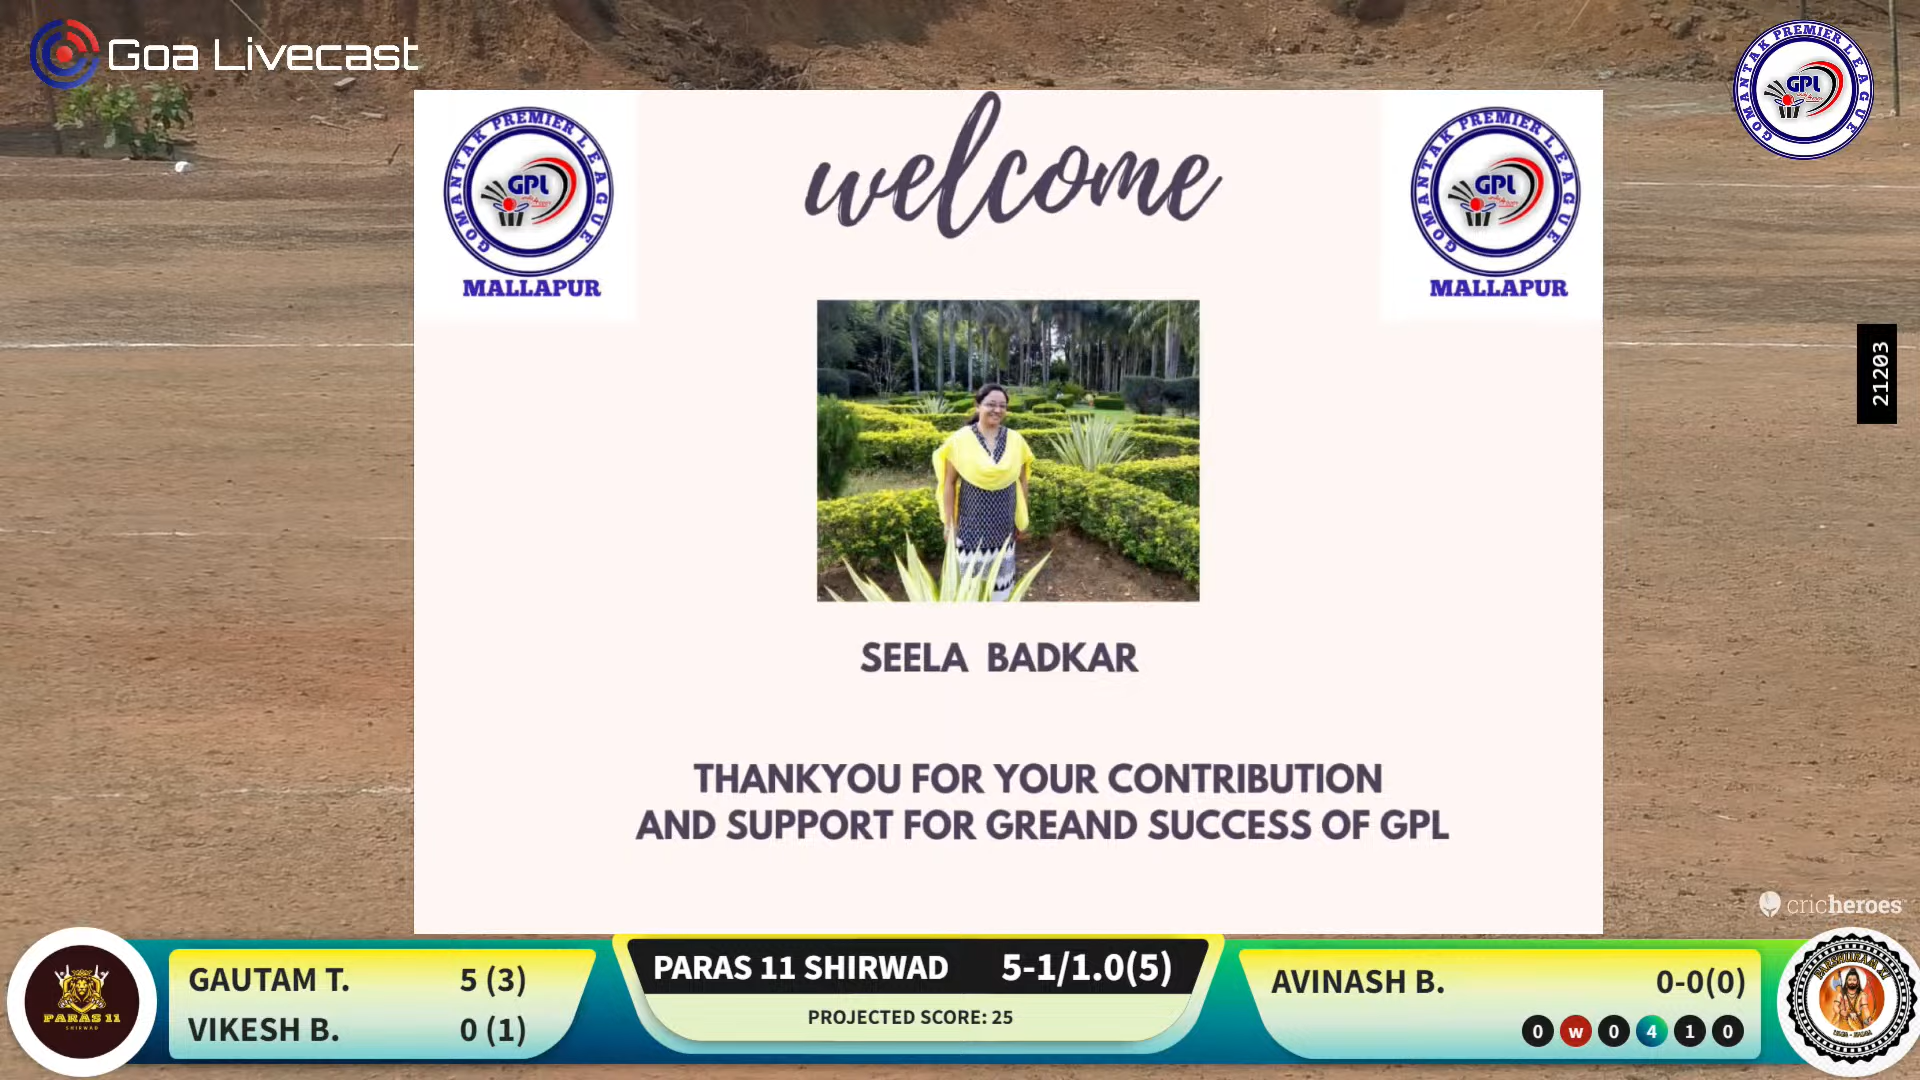 Goa Livecast
GOMANTAK PREMIER LEAGUE
GPL
welcome
GOMANTAK PREMIER LEAGUE
GPL
MALLAPUR
GOMANTAK PREMIER LEAGUE
GPL
MALLAPUR
21203
SEELA BADKAR
THANKYOU FOR YOUR CONTRIBUTION
AND SUPPORT FOR GREAND SUCCESS OF GPL
cricheroes
PARAS 11
SHIRWAD
GAUTAM T. 5 (3)
VIKESH B. 0 (1)
PARAS 11 SHIRWAD 5-1/1.0(5)
PROJECTED SCORE: 25
AVINASH B. 0-0(0)
0 w 0 4 1 0
PARSHURAM XI